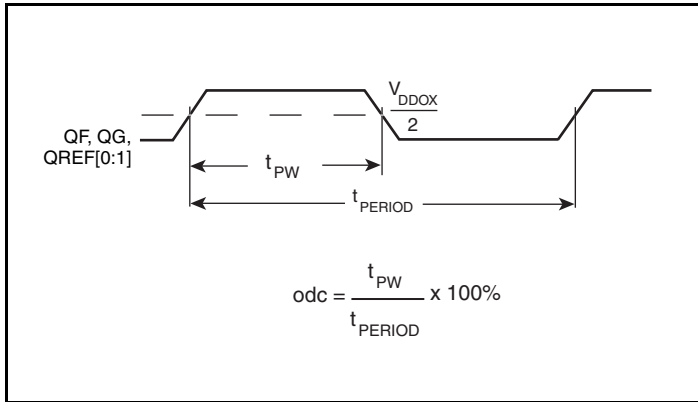 V_DDOX
2
QF, QG,
QREF[0:1]
t_PW
t_PERIOD
odc = t_PW / t_PERIOD x 100%